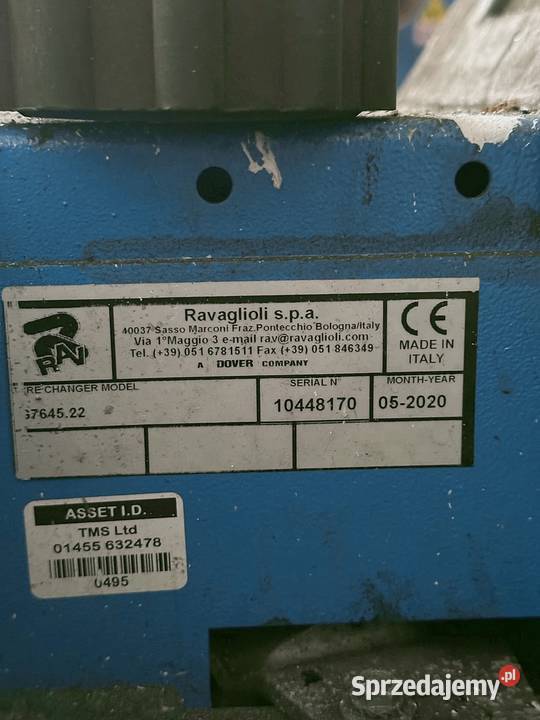 Ravaglioli s.p.a.
40037 Sasso Marconi Fraz.Pontecchio Bologna/Italy
Via 1°Maggio 3 e-mail rav@ravaglioli.com
Tel. (+39) 051 6781511 Fax (+39) 051 846349
A DOVER COMPANY
RAV
CE
MADE IN
ITALY
RE CHANGER MODEL
7645.22
SERIAL N°
10448170
MONTH-YEAR
05-2020
ASSET I.D.
TMS Ltd
01455 632478
0495
Sprzedajemy.pl